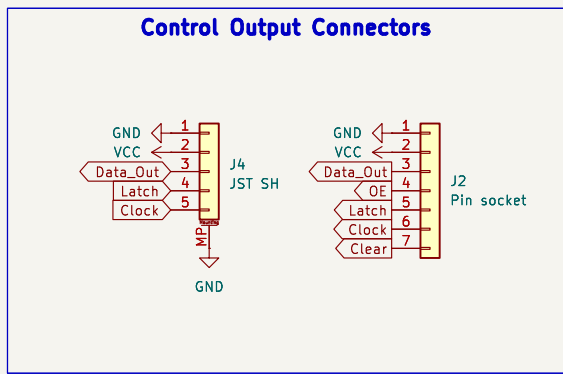 Control Output Connectors
GND 1
VCC 2
Data_Out 3
Latch 4
Clock 5
J4
JST SH
MP
GND
GND 1
VCC 2
Data_Out 3
OE 4
Latch 5
Clock 6
Clear 7
J2
Pin socket